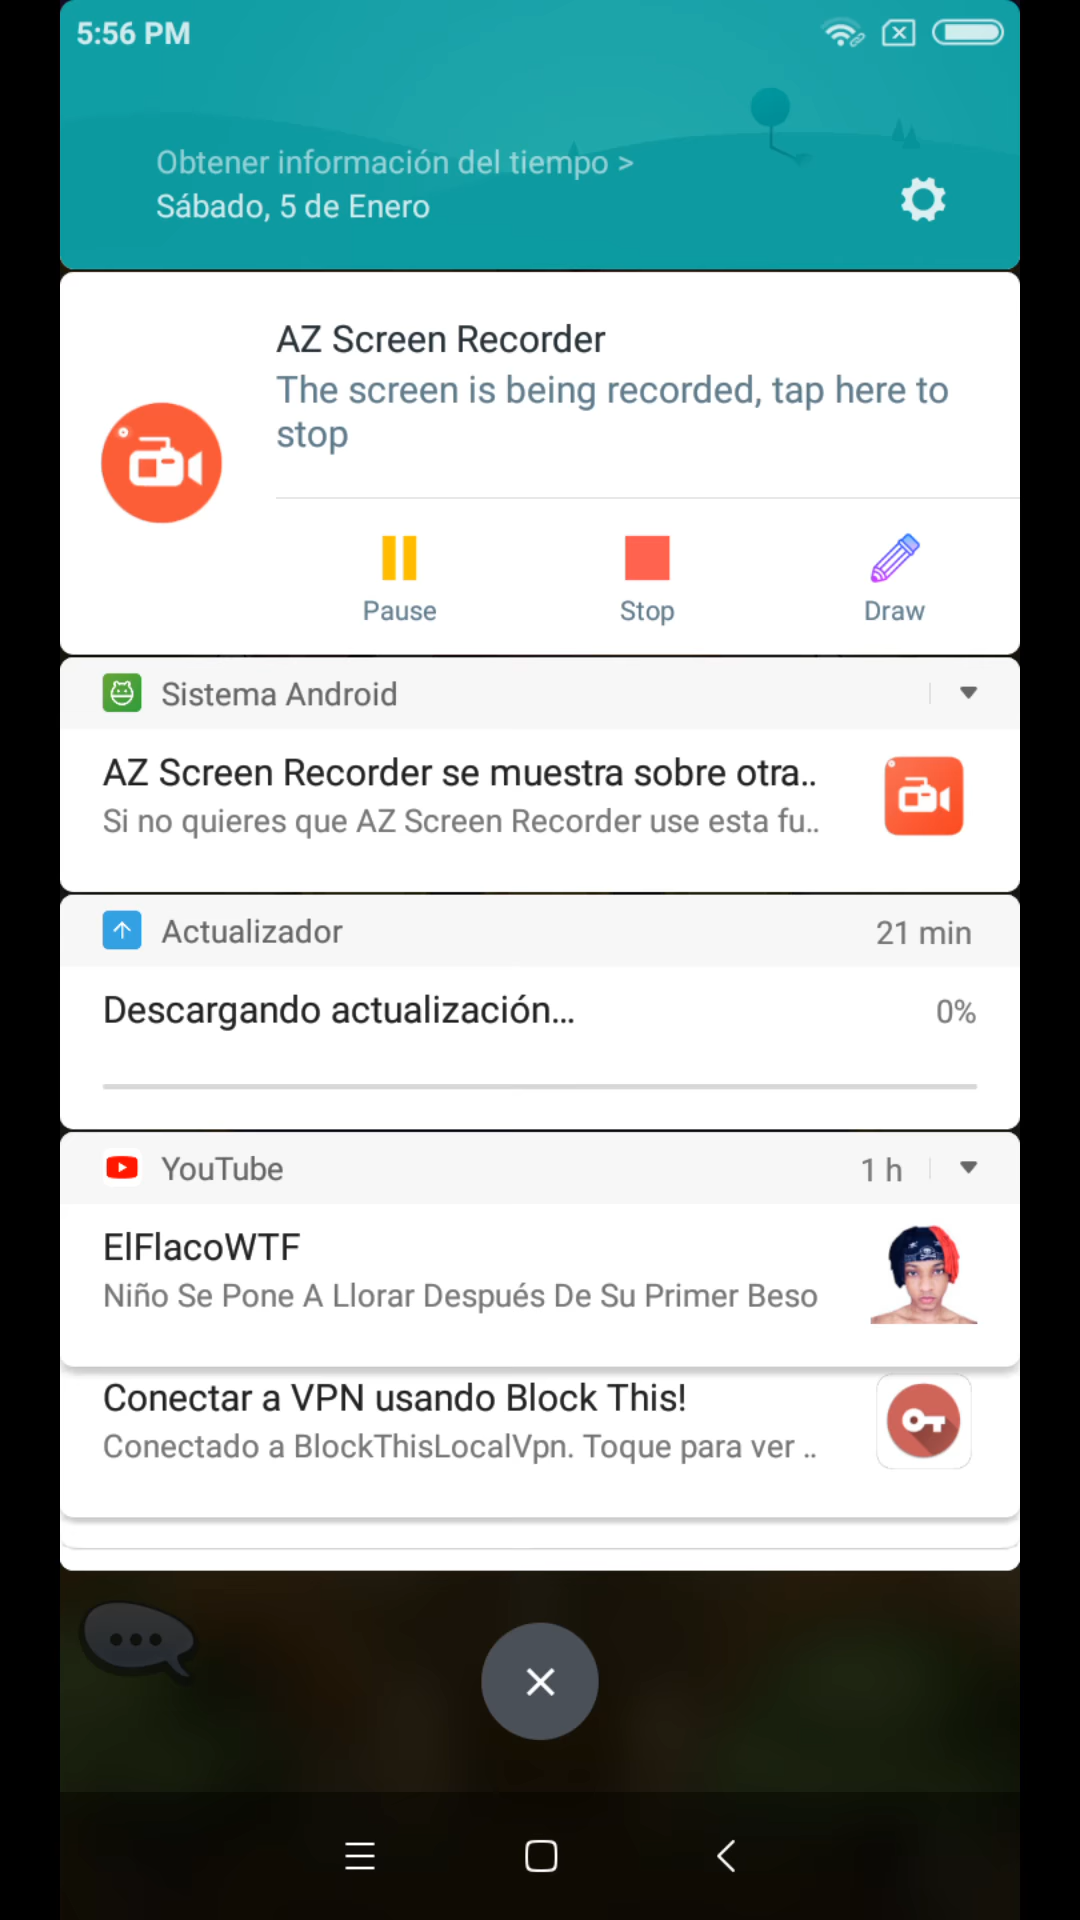 5:56 PM
Obtener información del tiempo >
Sábado, 5 de Enero
AZ Screen Recorder
The screen is being recorded, tap here to
stop
Pause
Stop
Draw
Sistema Android
AZ Screen Recorder se muestra sobre otra..
Si no quieres que AZ Screen Recorder use esta fu..
Actualizador
21 min
Descargando actualización...
0%
YouTube
1 h
ElFlacoWTF
Niño Se Pone A Llorar Después De Su Primer Beso
Conectar a VPN usando Block This!
Conectado a BlockThisLocalVpn. Toque para ver ..